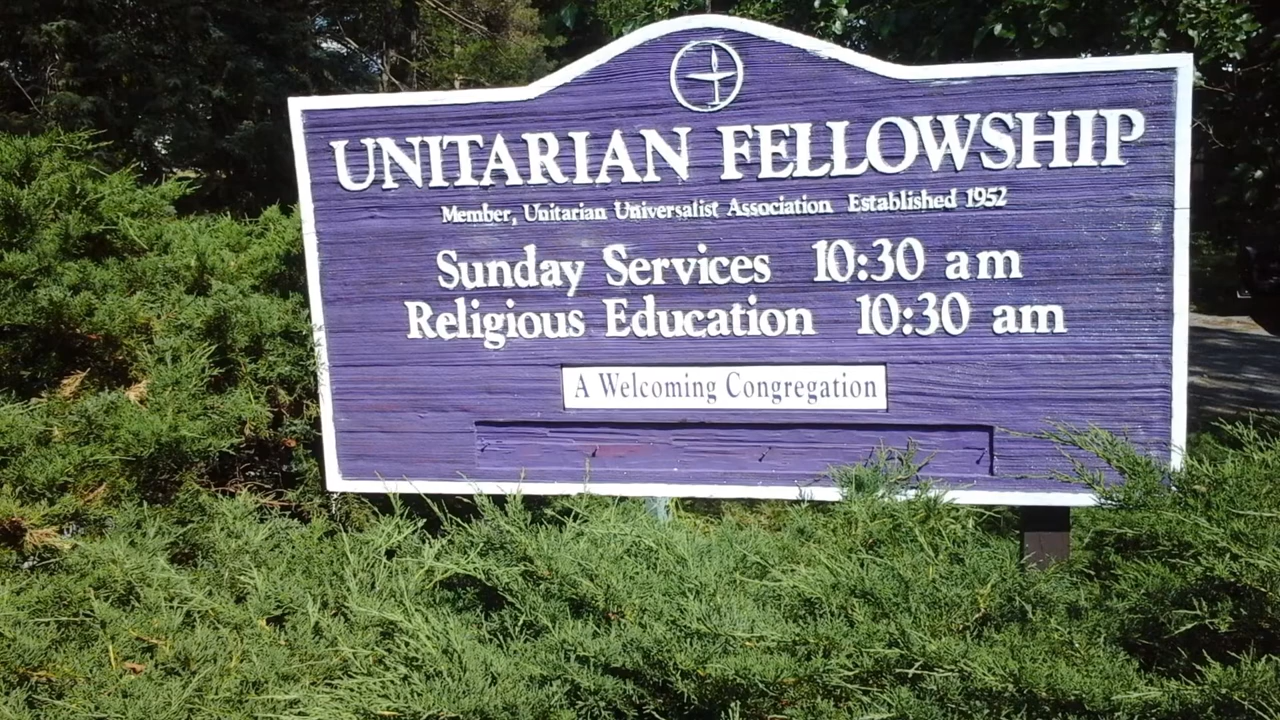 UNITARIAN FELLOWSHIP
Member, Unitarian Universalist Association Established 1952
Sunday Services 10:30 am
Religious Education 10:30 am
A Welcoming Congregation